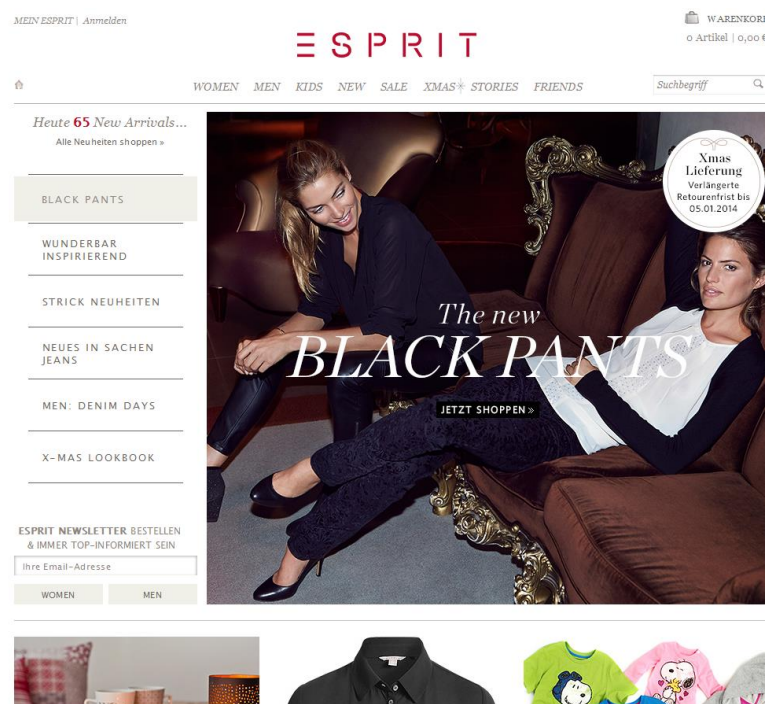 MEIN ESPRIT | Anmelden
ESPRIT
WARENKOR
0 Artikel | 0,00 €
WOMEN MEN KIDS NEW SALE XMAS STORIES FRIENDS
Suchbegriff
Heute 65 New Arrivals...
Alle Neuheiten shoppen »
BLACK PANTS
WUNDERBAR
INSPIRIEREND
STRICK NEUHEITEN
NEUES IN SACHEN
JEANS
MEN: DENIM DAYS
X-MAS LOOKBOOK
ESPRIT NEWSLETTER BESTELLEN
& IMMER TOP-INFORMIERT SEIN
Ihre Email-Adresse
WOMEN MEN
Xmas
Lieferung
Verlängerte
Retourenfrist bis
05.01.2014
The new
BLACK PANTS
JETZT SHOPPEN »